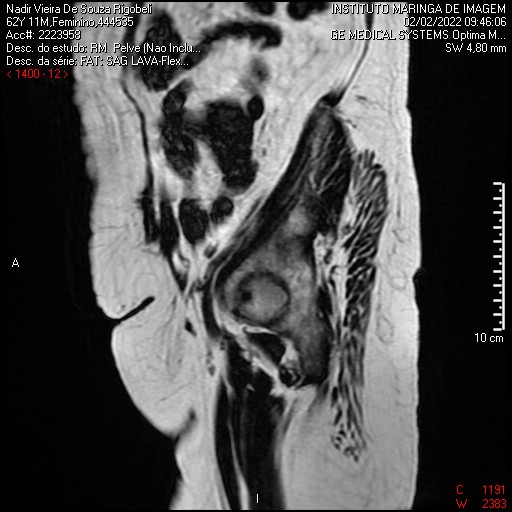 Nadir Vieira De Souza Rigobeli
62Y 11M,Feminino,444535
Acc#: 2223953
Desc. do estudo: RM Pelve (Nao Inclu...
Desc. da série: FAT: SAG LAVA-Flex...
< 1400 - 12 >
INSTITUTO MARINGA DE IMAGEM
02/02/2022 09:46:06
GE MEDICAL SYSTEMS Optima M...
SW 4,80 mm
A
10 cm
I
C 1191
W 2383